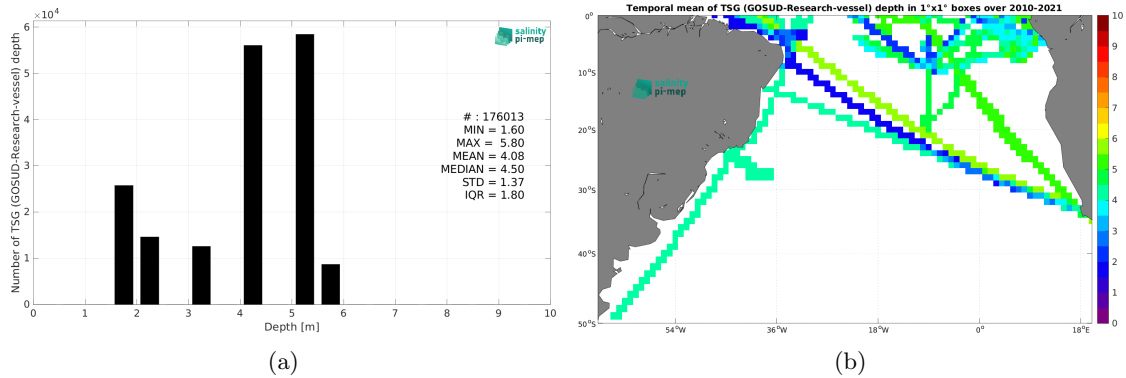 ×10⁴
6
5
4
3
2
1
0
Number of TSG (GOSUD-Research-vessel) depth
salinity
pi-mep
# : 176013
MIN = 1.60
MAX = 5.80
MEAN = 4.08
MEDIAN = 4.50
STD = 1.37
IQR = 1.80
0 1 2 3 4 5 6 7 8 9 10
Depth [m]
(a)
Temporal mean of TSG (GOSUD-Research-vessel) depth in 1°x1° boxes over 2010-2021
0°
10°S
20°S
30°S
40°S
50°S
salinity
pi-mep
54°W 36°W 18°W 0° 18°E
10
9
8
7
6
5
4
3
2
1
0
(b)